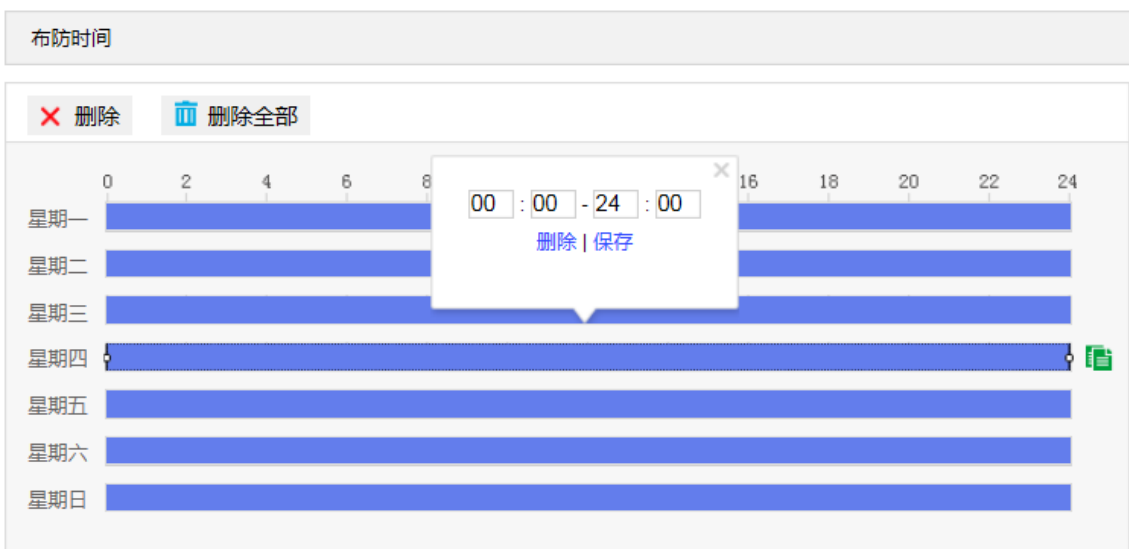 布防时间
删除 删除全部
0 2 4 6 8 16 18 20 22 24
00 : 00 - 24 : 00
删除 | 保存
星期一
星期二
星期三
星期四
星期五
星期六
星期日